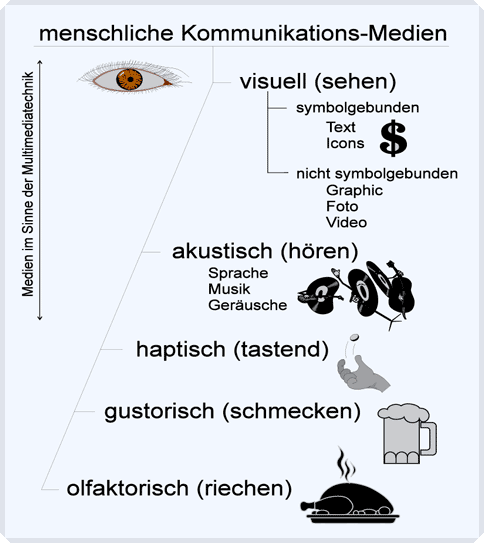 menschliche Kommunikations-Medien
Medien im Sinne der Multimediatechnik
visuell (sehen)
symbolgebunden
Text
Icons
$
nicht symbolgebunden
Graphic
Foto
Video
akustisch (hören)
Sprache
Musik
Geräusche
haptisch (tastend)
gustorisch (schmecken)
olfaktorisch (riechen)